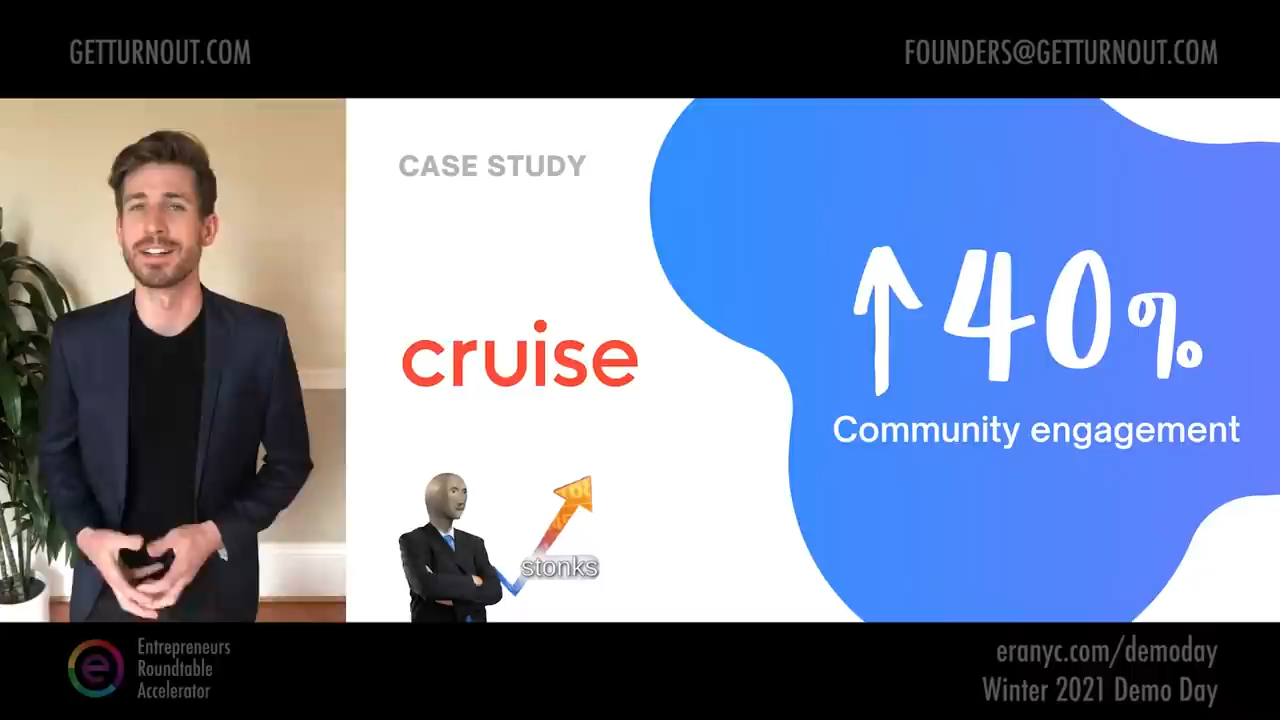 GETTURNOUT.COM
FOUNDERS@GETTURNOUT.COM
CASE STUDY
cruise
↑40%
Community engagement
stonks
Entrepreneurs
Roundtable
Accelerator
eranyc.com/demoday
Winter 2021 Demo Day